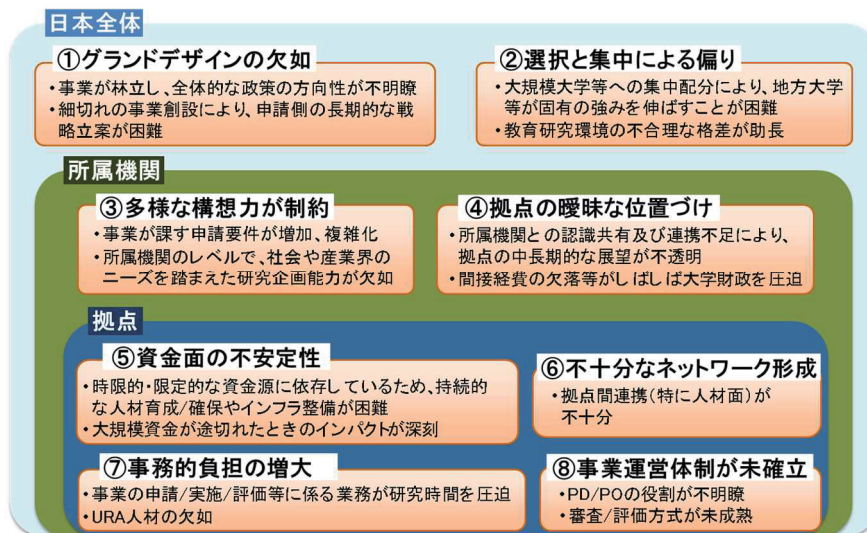 日本全体
①グランドデザインの欠如
・事業が林立し、全体的な政策の方向性が不明瞭
・細切れの事業創設により、申請側の長期的な戦
略立案が困難
②選択と集中による偏り
・大規模大学等への集中配分により、地方大学
等が固有の強みを伸ばすことが困難
・教育研究環境の不合理な格差が助長
所属機関
③多様な構想力が制約
・事業が課す申請要件が増加、複雑化
・所属機関のレベルで、社会や産業界の
ニーズを踏まえた研究企画能力が欠如
④拠点の曖昧な位置づけ
・所属機関との認識共有及び連携不足により、
拠点の中長期的な展望が不透明
・間接経費の欠落等がしばしば大学財政を圧迫
拠点
⑤資金面の不安定性
・時限的・限定的な資金源に依存しているため、持続的
な人材育成/確保やインフラ整備が困難
・大規模資金が途切れたときのインパクトが深刻
⑥不十分なネットワーク形成
・拠点間連携(特に人材面)が
不十分
⑦事務的負担の増大
・事業の申請/実施/評価等に係る業務が研究時間を圧迫
・URA人材の欠如
⑧事業運営体制が未確立
・PD/POの役割が不明瞭
・審査/評価方式が未成熟